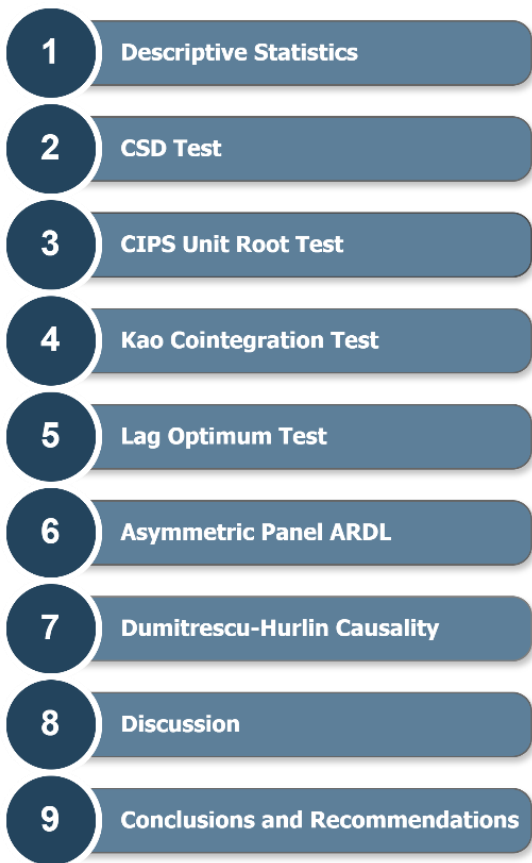 1 Descriptive Statistics
2 CSD Test
3 CIPS Unit Root Test
4 Kao Cointegration Test
5 Lag Optimum Test
6 Asymmetric Panel ARDL
7 Dumitrescu-Hurlin Causality
8 Discussion
9 Conclusions and Recommendations